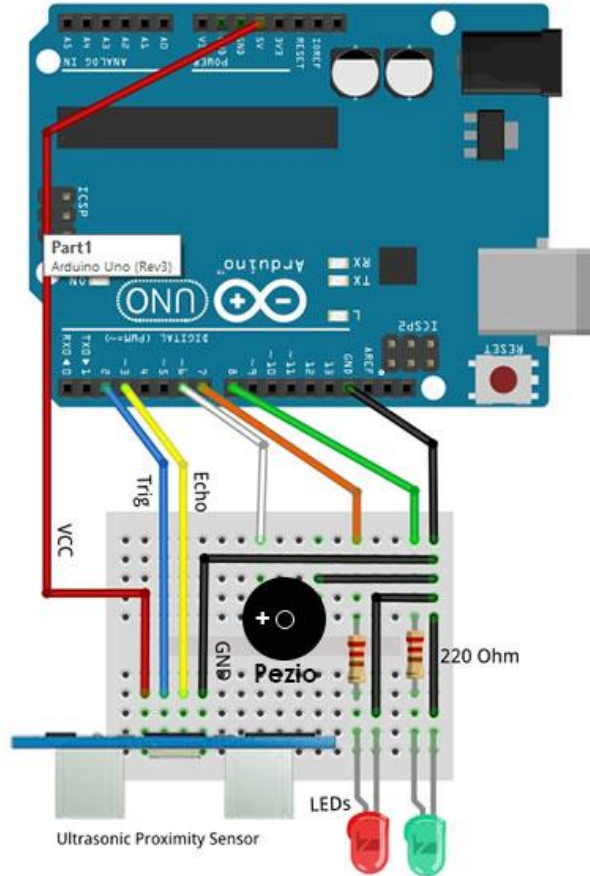 A5 A4 A3 A2 A1 A0
ANALOG IN
VIN GND GND 5V 3V3 RESET IOREF
POWER
ICSP
Part1
Arduino Uno (Rev3)
ON
UNO
Arduino
TM
RX
TX
L
ICSP2
RESET
DIGITAL (PWM=~)
RX0◄0 TX0►1 2 ~3 4 ~5 ~6 7 8 ~9 ~10 ~11 12 13 GND AREF
Trig
Echo
VCC
GND
+
Pezio
220 Ohm
LEDs
Ultrasonic Proximity Sensor